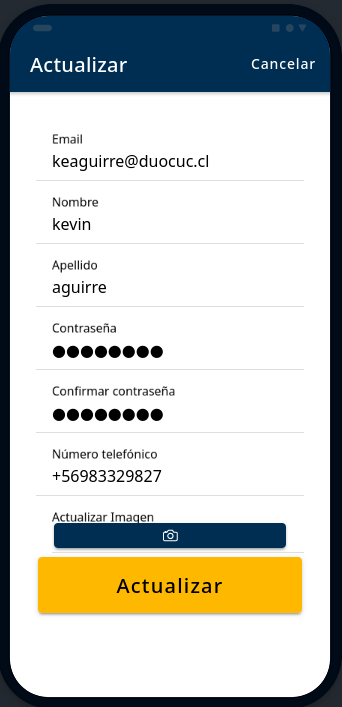 Actualizar
Cancelar
Email
keaguirre@duocuc.cl
Nombre
kevin
Apellido
aguirre
Contraseña
●●●●●●●●
Confirmar contraseña
●●●●●●●●
Número telefónico
+56983329827
Actualizar Imagen
Actualizar